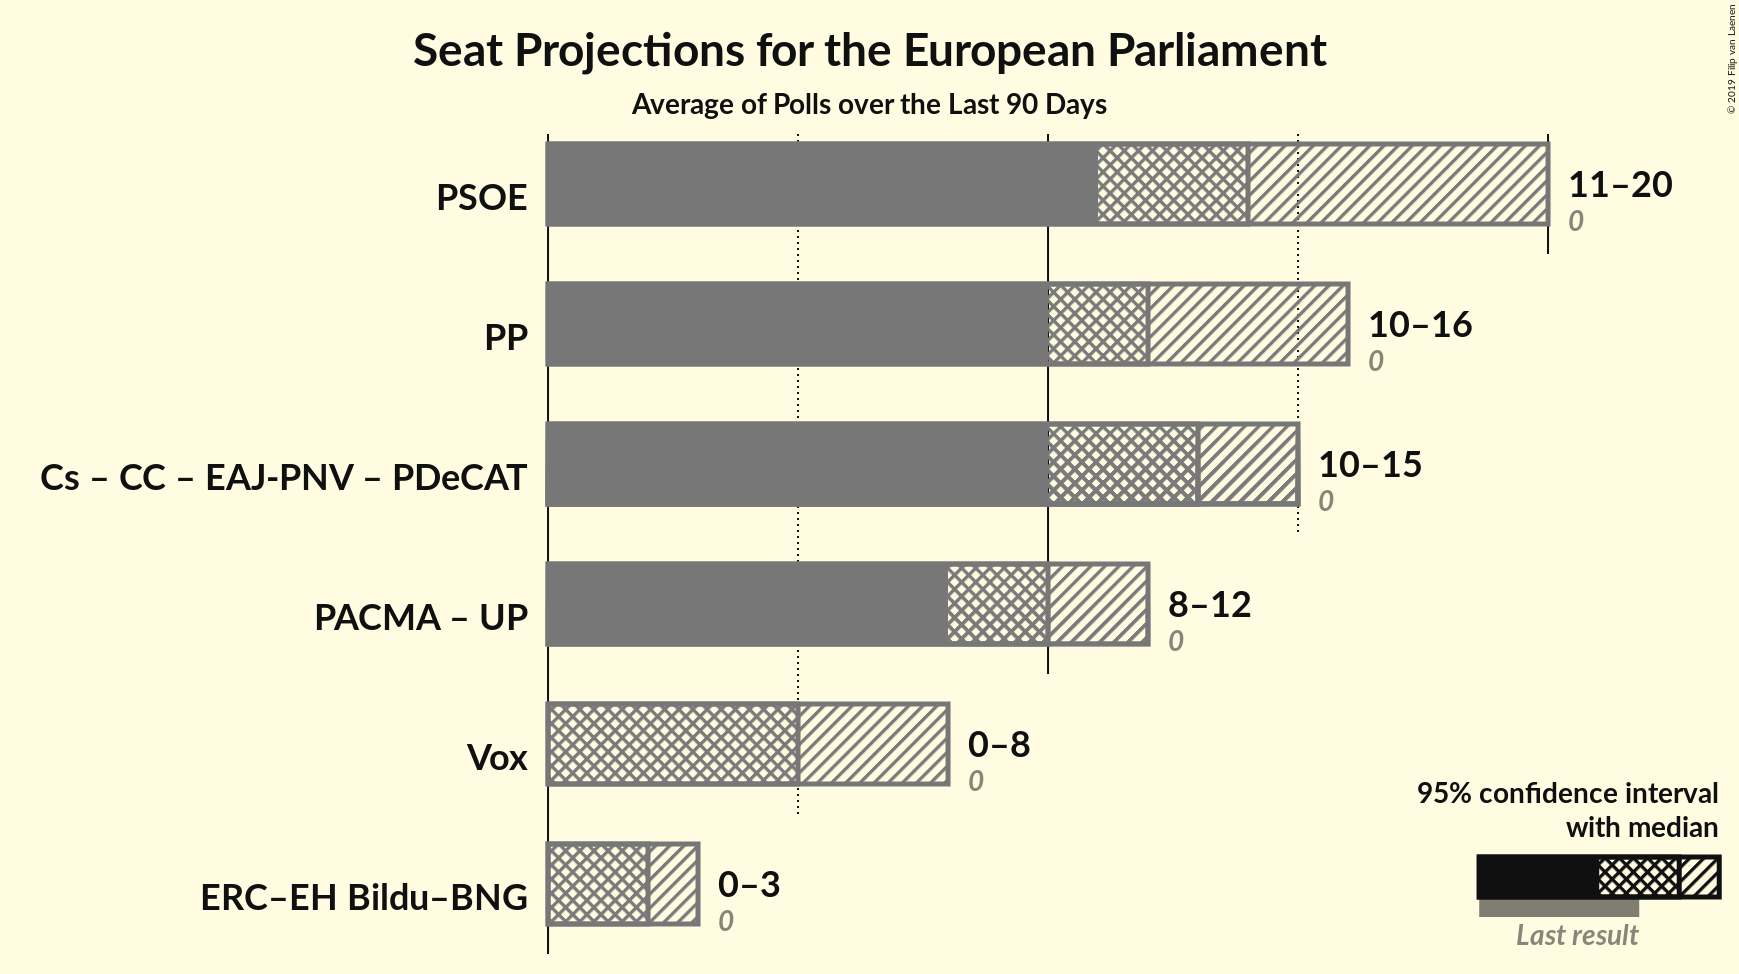 Seat Projections for the European Parliament
Average of Polls over the Last 90 Days
© 2019 Filip van Laenen
PSOE
11–20
0
PP
10–16
0
Cs – CC – EAJ-PNV – PDeCAT
10–15
0
PACMA – UP
8–12
0
Vox
0–8
0
ERC–EH Bildu–BNG
0–3
0
95% confidence interval
with median
Last result